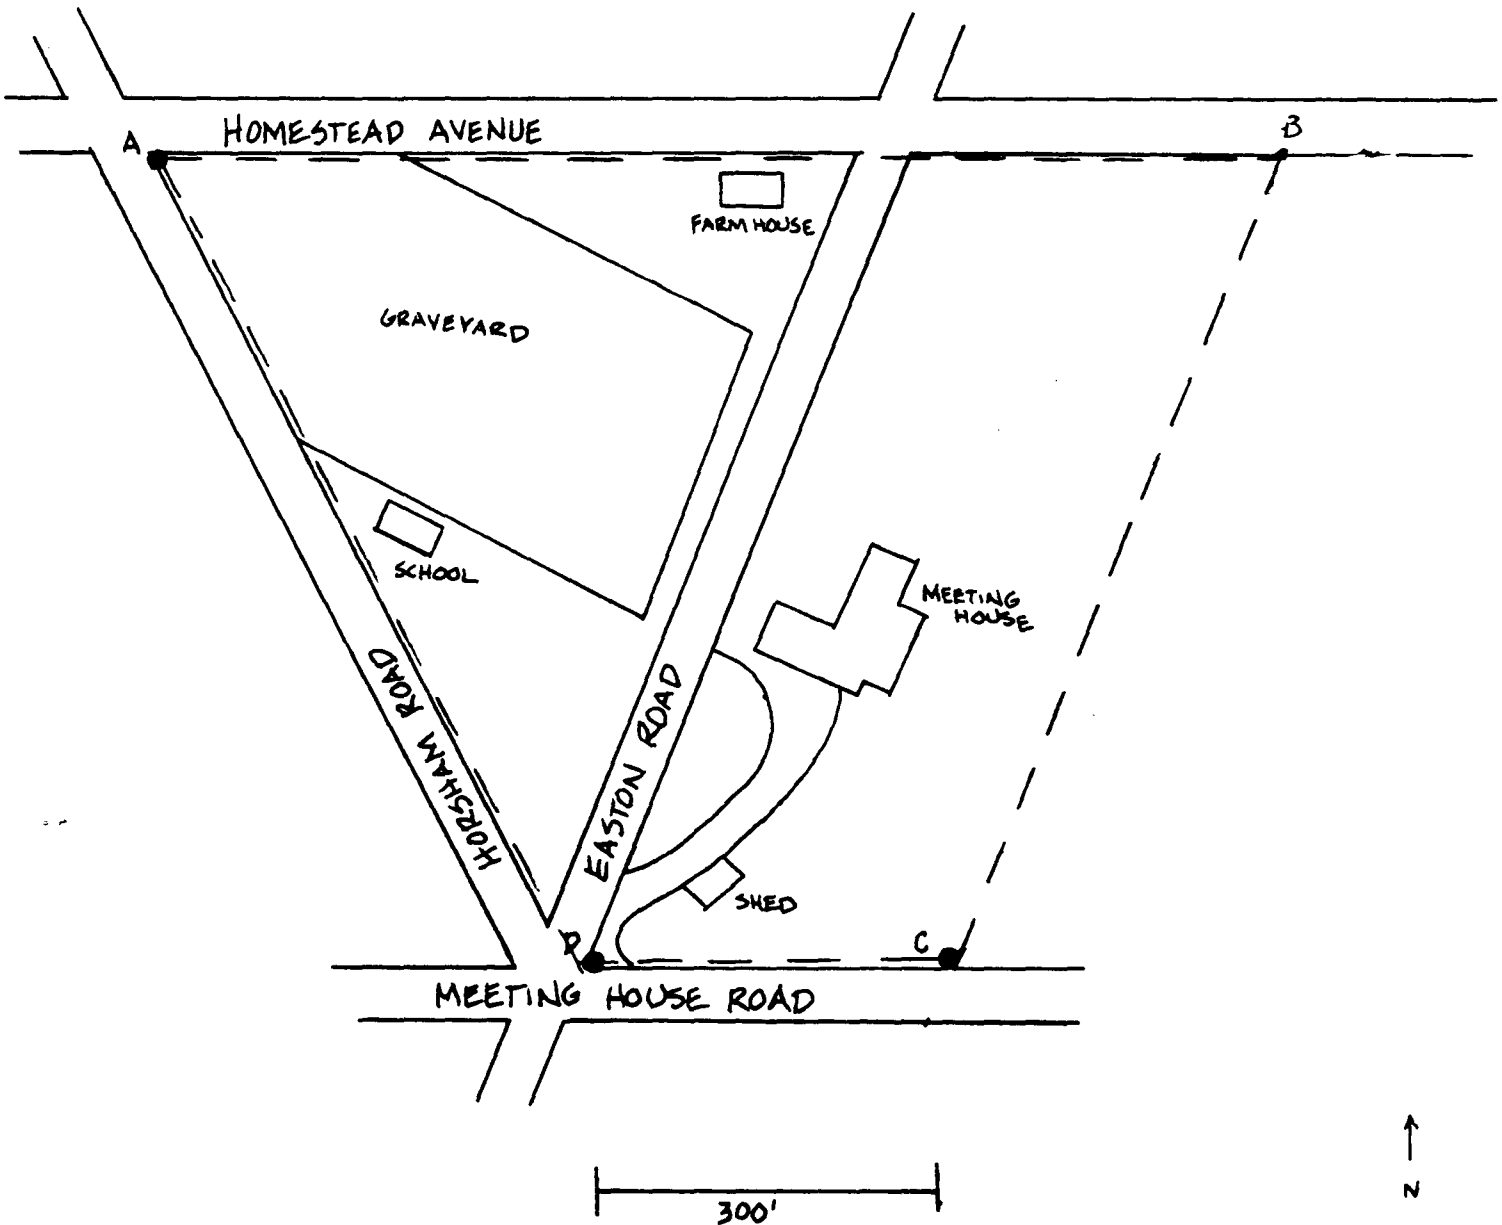 A
HOMESTEAD AVENUE
B
FARM HOUSE
GRAVEYARD
SCHOOL
MEETING
HOUSE
HORSHAM ROAD
EASTON ROAD
SHED
D
C
MEETING HOUSE ROAD
300'
N